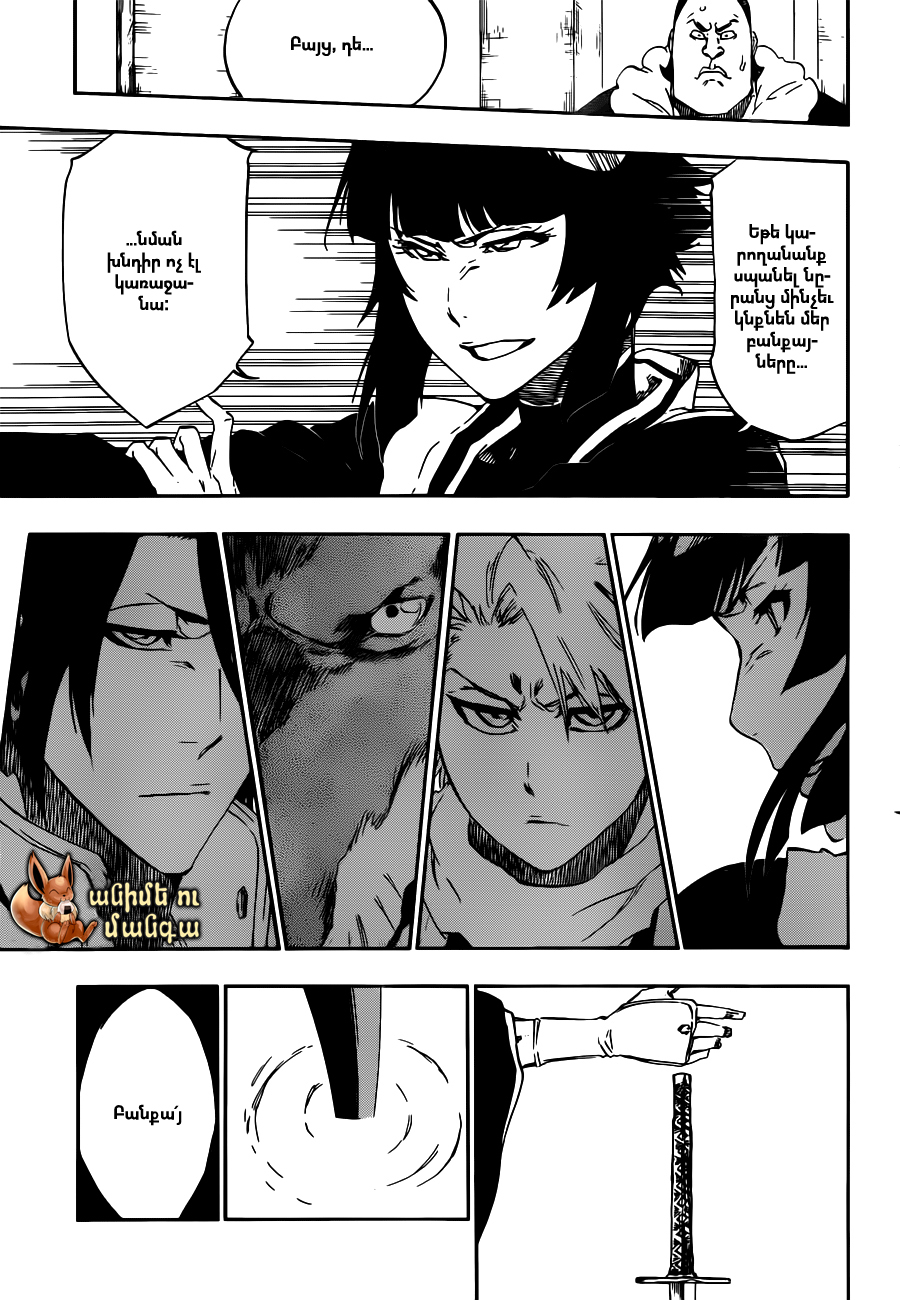 Բայց, դե...
Եթե կա-
րողանանք
սպանել նը-
րանց մինչեւ
կնքնեն մեր
բանքայ-
ները...
...նման
խնդիր ոչ էլ
կառաջա-
նա:
անիմե ու
մանգա
Բանքա՛յ